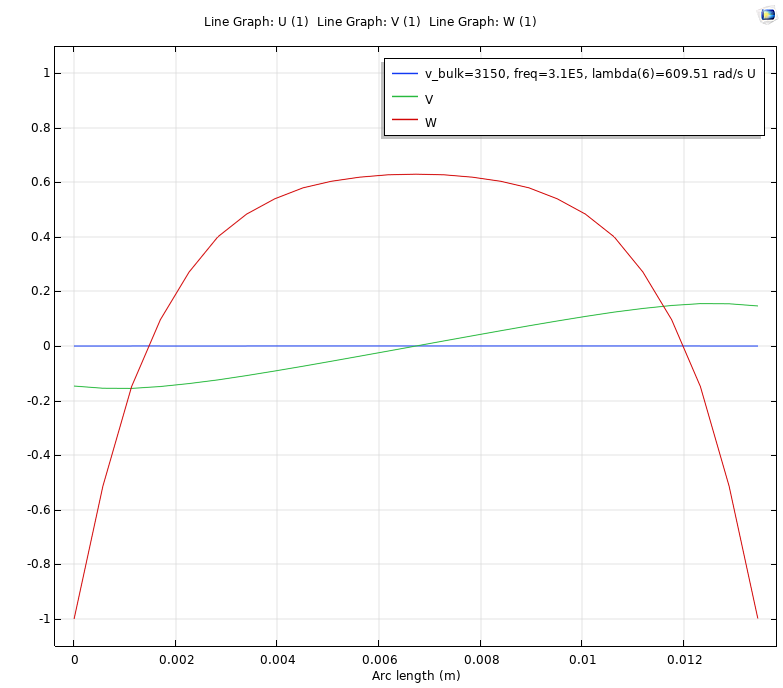 Line Graph: U (1)  Line Graph: V (1)  Line Graph: W (1)
v_bulk=3150, freq=3.1E5, lambda(6)=609.51 rad/s U
V
W
1
0.8
0.6
0.4
0.2
0
-0.2
-0.4
-0.6
-0.8
-1
0 0.002 0.004 0.006 0.008 0.01 0.012
Arc length (m)